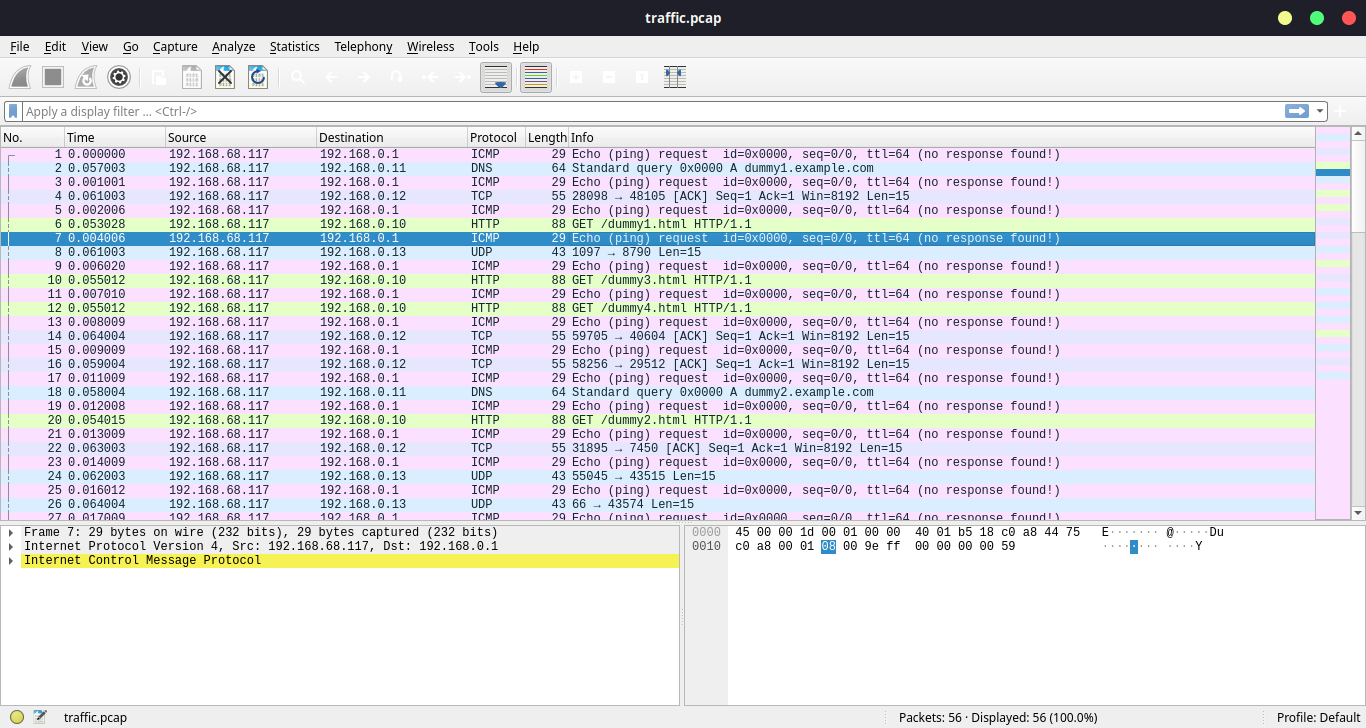 traffic.pcap
File Edit View Go Capture Analyze Statistics Telephony Wireless Tools Help
Apply a display filter ... <Ctrl-/>
No. Time Source Destination Protocol Length Info
1 0.000000 192.168.68.117 192.168.0.1 ICMP 29 Echo (ping) request id=0x0000, seq=0/0, ttl=64 (no response found!)
2 0.057003 192.168.68.117 192.168.0.11 DNS 64 Standard query 0x0000 A dummy1.example.com
3 0.001001 192.168.68.117 192.168.0.1 ICMP 29 Echo (ping) request id=0x0000, seq=0/0, ttl=64 (no response found!)
4 0.061003 192.168.68.117 192.168.0.12 TCP 55 28098 → 48105 [ACK] Seq=1 Ack=1 Win=8192 Len=15
5 0.002006 192.168.68.117 192.168.0.1 ICMP 29 Echo (ping) request id=0x0000, seq=0/0, ttl=64 (no response found!)
6 0.053028 192.168.68.117 192.168.0.10 HTTP 88 GET /dummy1.html HTTP/1.1
7 0.004006 192.168.68.117 192.168.0.1 ICMP 29 Echo (ping) request id=0x0000, seq=0/0, ttl=64 (no response found!)
8 0.061003 192.168.68.117 192.168.0.13 UDP 43 1097 → 8790 Len=15
9 0.006020 192.168.68.117 192.168.0.1 ICMP 29 Echo (ping) request id=0x0000, seq=0/0, ttl=64 (no response found!)
10 0.055012 192.168.68.117 192.168.0.10 HTTP 88 GET /dummy3.html HTTP/1.1
11 0.007010 192.168.68.117 192.168.0.1 ICMP 29 Echo (ping) request id=0x0000, seq=0/0, ttl=64 (no response found!)
12 0.055012 192.168.68.117 192.168.0.10 HTTP 88 GET /dummy4.html HTTP/1.1
13 0.008009 192.168.68.117 192.168.0.1 ICMP 29 Echo (ping) request id=0x0000, seq=0/0, ttl=64 (no response found!)
14 0.064004 192.168.68.117 192.168.0.12 TCP 55 59705 → 40604 [ACK] Seq=1 Ack=1 Win=8192 Len=15
15 0.009009 192.168.68.117 192.168.0.1 ICMP 29 Echo (ping) request id=0x0000, seq=0/0, ttl=64 (no response found!)
16 0.059004 192.168.68.117 192.168.0.12 TCP 55 58256 → 29512 [ACK] Seq=1 Ack=1 Win=8192 Len=15
17 0.011009 192.168.68.117 192.168.0.1 ICMP 29 Echo (ping) request id=0x0000, seq=0/0, ttl=64 (no response found!)
18 0.058004 192.168.68.117 192.168.0.11 DNS 64 Standard query 0x0000 A dummy2.example.com
19 0.012008 192.168.68.117 192.168.0.1 ICMP 29 Echo (ping) request id=0x0000, seq=0/0, ttl=64 (no response found!)
20 0.054015 192.168.68.117 192.168.0.10 HTTP 88 GET /dummy2.html HTTP/1.1
21 0.013009 192.168.68.117 192.168.0.1 ICMP 29 Echo (ping) request id=0x0000, seq=0/0, ttl=64 (no response found!)
22 0.063003 192.168.68.117 192.168.0.12 TCP 55 31895 → 7450 [ACK] Seq=1 Ack=1 Win=8192 Len=15
23 0.014009 192.168.68.117 192.168.0.1 ICMP 29 Echo (ping) request id=0x0000, seq=0/0, ttl=64 (no response found!)
24 0.062003 192.168.68.117 192.168.0.13 UDP 43 55045 → 43515 Len=15
25 0.016012 192.168.68.117 192.168.0.1 ICMP 29 Echo (ping) request id=0x0000, seq=0/0, ttl=64 (no response found!)
26 0.064004 192.168.68.117 192.168.0.13 UDP 43 66 → 43574 Len=15
27 0.017009 192.168.68.117 192.168.0.1 ICMP 29 Echo (ping) request id=0x0000, seq=0/0, ttl=64 (no response found!)
Frame 7: 29 bytes on wire (232 bits), 29 bytes captured (232 bits)
Internet Protocol Version 4, Src: 192.168.68.117, Dst: 192.168.0.1
Internet Control Message Protocol
0000 45 00 00 1d 00 01 00 00 40 01 b5 18 c0 a8 44 75 E······· @·····Du
0010 c0 a8 00 01 08 00 9e ff 00 00 00 00 59 ········ ····Y
traffic.pcap
Packets: 56 · Displayed: 56 (100.0%)
Profile: Default